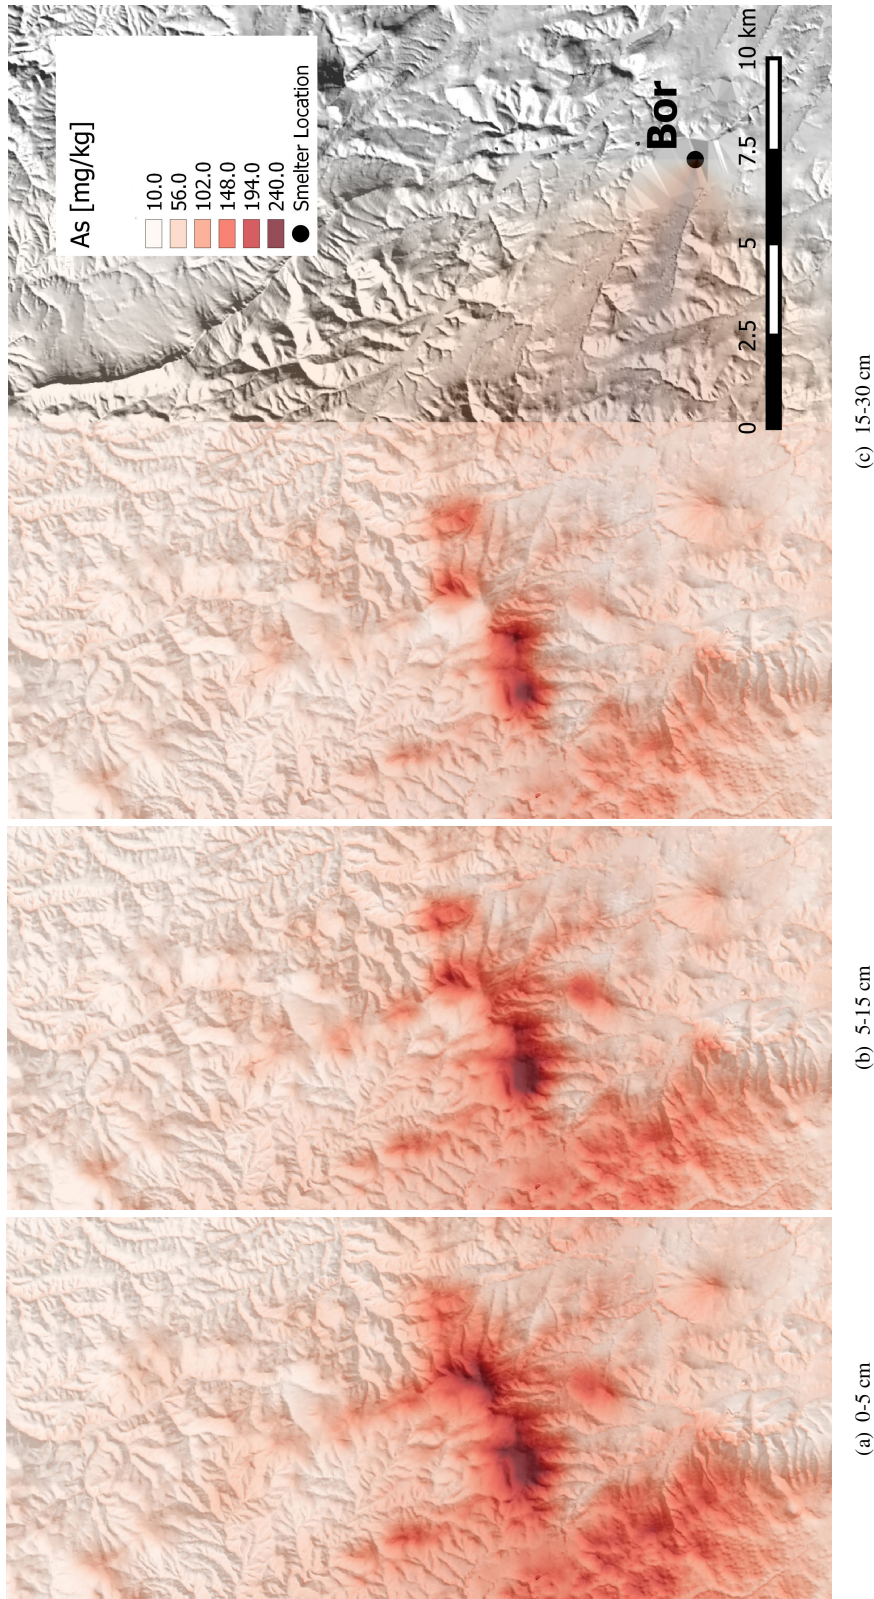 As [mg/kg]
10.0
56.0
102.0
148.0
194.0
240.0
Smelter Location
Bor
0
2.5
5
7.5
10 km
(a) 0-5 cm
(b) 5-15 cm
(c) 15-30 cm